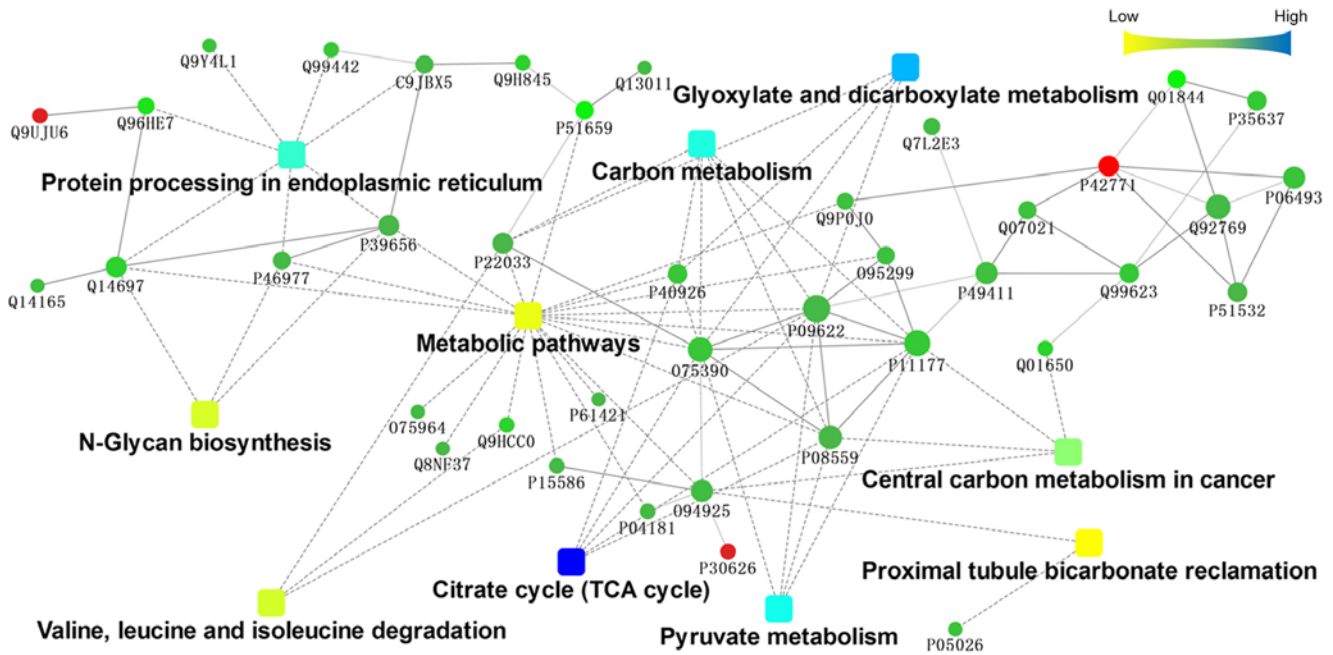 Low
High
Q9Y4L1
Q99442
C9JBX5
Q9H845
Q13011
Glyoxylate and dicarboxylate metabolism
Q01844
P35637
Q9UJU6
Q96HE7
P51659
Q7L2E3
Protein processing in endoplasmic reticulum
Carbon metabolism
P42771
P06493
Q9P0J0
Q07021
Q92769
P39656
P22033
O95299
P46977
P40926
P49411
Q99623
P51532
Q14165
Q14697
Metabolic pathways
P09622
O75390
P11177
Q01650
N-Glycan biosynthesis
O75964
P61421
Q9HCC0
Q8NF37
P08559
P15586
Central carbon metabolism in cancer
O94925
P04181
P30626
Proximal tubule bicarbonate reclamation
Citrate cycle (TCA cycle)
Valine, leucine and isoleucine degradation
Pyruvate metabolism
P05026